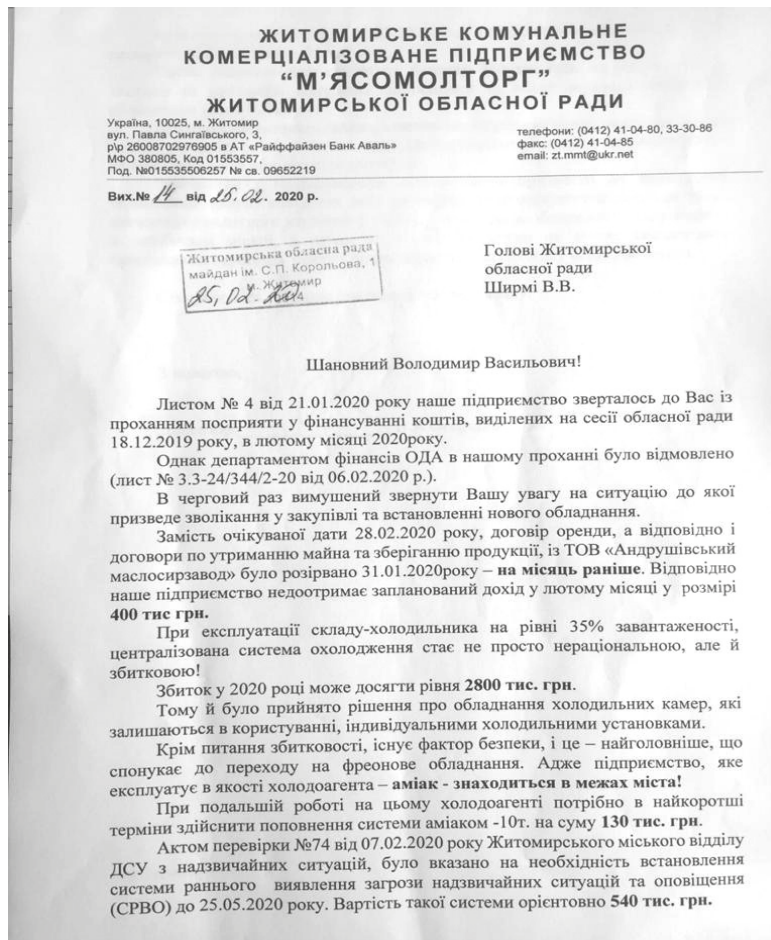 ЖИТОМИРСЬКЕ КОМУНАЛЬНЕ
КОМЕРЦІАЛІЗОВАНЕ ПІДПРИЄМСТВО
“М’ЯСОМОЛТОРГ”
ЖИТОМИРСЬКОЇ ОБЛАСНОЇ РАДИ
Україна, 10025, м. Житомир
вул. Павла Сингаївського, 3,
р\р 26008702976905 в АТ «Райффайзен Банк Аваль»
МФО 380805, Код 01553557,
Под. №015535506257 № св. 09652219
телефони: (0412) 41-04-80, 33-30-86
факс: (0412) 41-04-85
email: zt.mmt@ukr.net
Вих.№ 14 від 25.02. 2020 р.
Житомирська обласна рада
майдан ім. С.П. Корольова, 1
м. Житомир
25.02.20
Голові Житомирської
обласної ради
Ширмі В.В.
Шановний Володимир Васильович!
Листом № 4 від 21.01.2020 року наше підприємство зверталось до Вас із
проханням посприяти у фінансуванні коштів, виділених на сесії обласної ради
18.12.2019 року, в лютому місяці 2020року.
Однак департаментом фінансів ОДА в нашому проханні було відмовлено
(лист № 3.3-24/344/2-20 від 06.02.2020 р.).
В черговий раз вимушений звернути Вашу увагу на ситуацію до якої
призведе зволікання у закупівлі та встановленні нового обладнання.
Замість очікуваної дати 28.02.2020 року, договір оренди, а відповідно і
договори по утриманню майна та зберіганню продукції, із ТОВ «Андрушівський
маслосирзавод» було розірвано 31.01.2020року – на місяць раніше. Відповідно
наше підприємство недоотримає запланований дохід у лютому місяці у розмірі
400 тис грн.
При експлуатації складу-холодильника на рівні 35% завантаженості,
централізована система охолодження стає не просто нераціональною, але й
збитковою!
Збиток у 2020 році може досягти рівня 2800 тис. грн.
Тому й було прийнято рішення про обладнання холодильних камер, які
залишаються в користуванні, індивідуальними холодильними установками.
Крім питання збитковості, існує фактор безпеки, і це – найголовніше, що
спонукає до переходу на фреонове обладнання. Адже підприємство, яке
експлуатує в якості холодоагента – аміак - знаходиться в межах міста!
При подальшій роботі на цьому холодоагенті потрібно в найкоротші
терміни здійснити поповнення системи аміаком -10т. на суму 130 тис. грн.
Актом перевірки №74 від 07.02.2020 року Житомирського міського відділу
ДСУ з надзвичайних ситуацій, було вказано на необхідність встановлення
системи раннього виявлення загрози надзвичайних ситуацій та оповіщення
(СРВО) до 25.05.2020 року. Вартість такої системи орієнтовно 540 тис. грн.